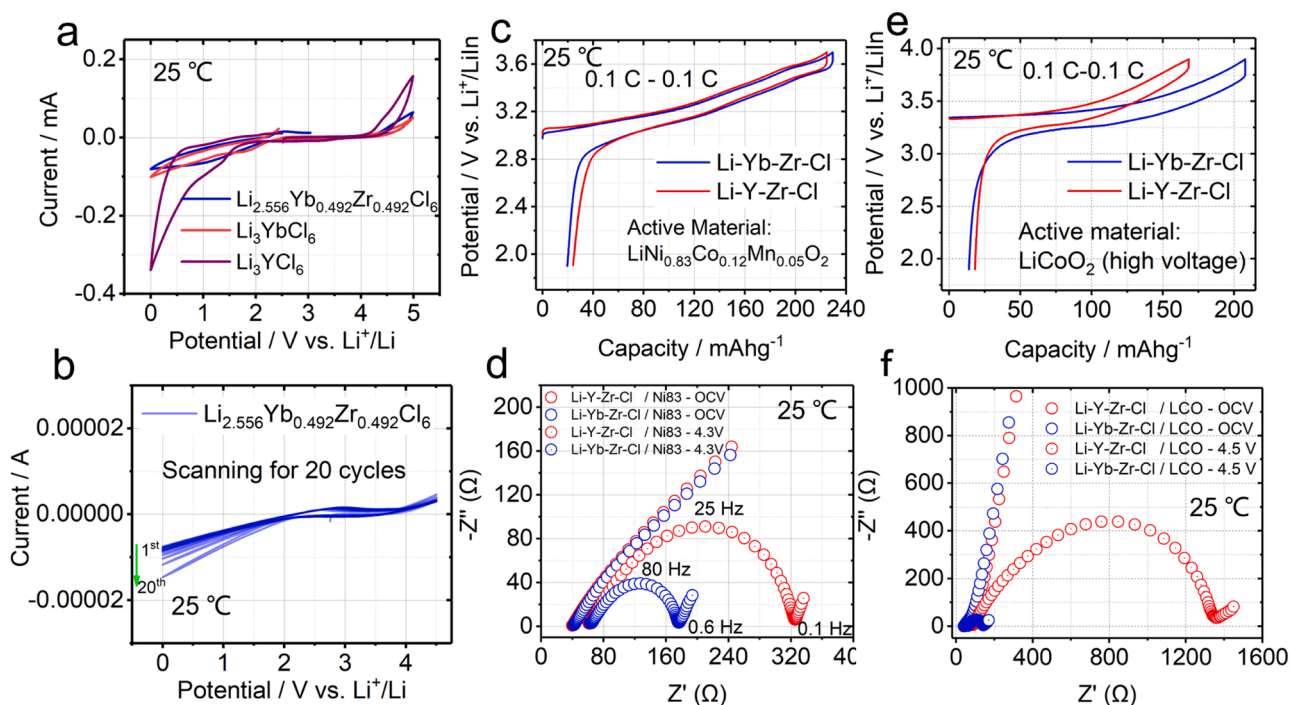 a
25 ℃
0.2
0.0
-0.2
-0.4
Current / mA
Li2.556Yb0.492Zr0.492Cl6
Li3YbCl6
Li3YCl6
0 1 2 3 4 5
Potential / V vs. Li+/Li
c
25 ℃
0.1 C - 0.1 C
3.6
3.2
2.8
2.4
2.0
Potential / V vs. Li+/LiIn
Li-Yb-Zr-Cl
Li-Y-Zr-Cl
Active Material:
LiNi0.83Co0.12Mn0.05O2
0 40 80 120 160 200 240
Capacity / mAhg-1
e
25 ℃
0.1 C-0.1 C
4.0
3.5
3.0
2.5
2.0
Potential / V vs. Li+/LiIn
Li-Yb-Zr-Cl
Li-Y-Zr-Cl
Active material:
LiCoO2 (high voltage)
0 50 100 150 200
Capacity / mAhg-1
b
Li2.556Yb0.492Zr0.492Cl6
Scanning for 20 cycles
0.00002
0.00000
-0.00002
Current / A
1st
20th
25 ℃
0 1 2 3 4
Potential / V vs. Li+/Li
d
25 ℃
Li-Y-Zr-Cl / Ni83 - OCV
Li-Yb-Zr-Cl / Ni83 - OCV
Li-Y-Zr-Cl / Ni83 - 4.3V
Li-Yb-Zr-Cl / Ni83 - 4.3V
200
160
120
80
40
0
-Z" (Ω)
25 Hz
80 Hz
0.6 Hz
0.1 Hz
0 80 160 240 320 40
Z' (Ω)
f
Li-Y-Zr-Cl / LCO - OCV
Li-Yb-Zr-Cl / LCO - OCV
Li-Y-Zr-Cl / LCO - 4.5 V
Li-Yb-Zr-Cl / LCO - 4.5 V
25 ℃
1000
800
600
400
200
0
-Z" (Ω)
0 400 800 1200 1600
Z' (Ω)